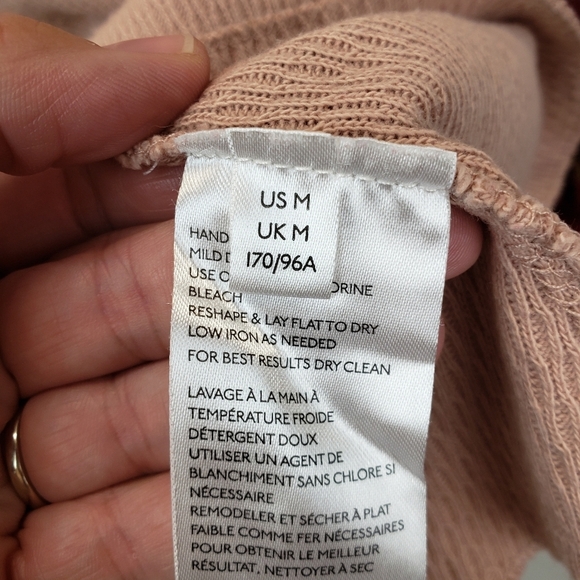 US M
UK M
170/96A
HAND
MILD
USE ORINE
BLEACH
RESHAPE & LAY FLAT TO DRY
LOW IRON AS NEEDED
FOR BEST RESULTS DRY CLEAN
LAVAGE À LA MAIN À
TEMPÉRATURE FROIDE
DÉTERGENT DOUX
UTILISER UN AGENT DE
BLANCHIMENT SANS CHLORE SI
NÉCESSAIRE
REMODELER ET SÉCHER À PLAT
FAIBLE COMME FER NÉCESSAIRES
POUR OBTENIR LE MEILLEUR
RÉSULTAT, NETTOYER À SEC